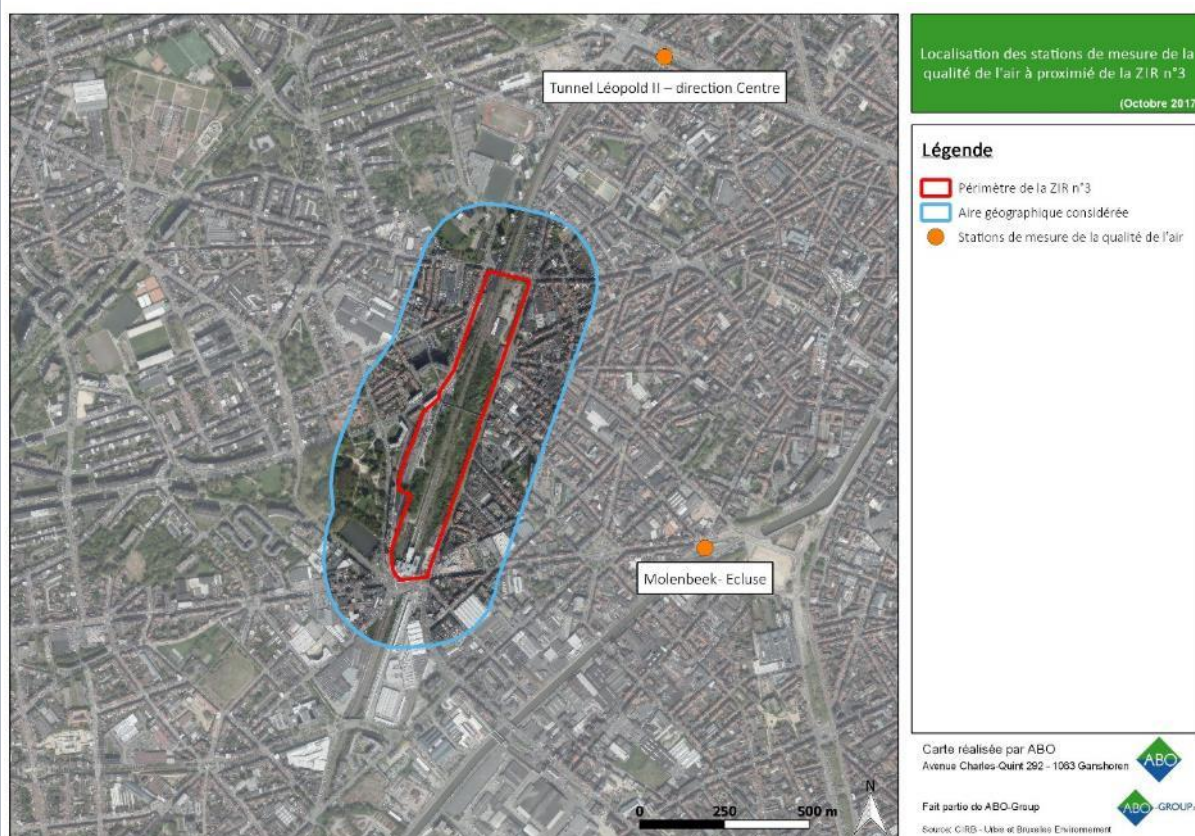 Localisation des stations de mesure de la
qualité de l'air à proximié de la ZIR n°3
(Octobre 2017
Tunnel Léopold II – direction Centre
Légende
Périmètre de la ZIR n°3
Aire géographique considérée
Stations de mesure de la qualité de l'air
Molenbeek- Ecluse
N
0 250 500 m
Carte réalisée par ABO
Avenue Charles-Quint 292 - 1083 Ganshoren
ABO
Fait partie de ABO-Group
ABO-GROUP
Source: CIRB - Urbis et Bruxelles Environnement